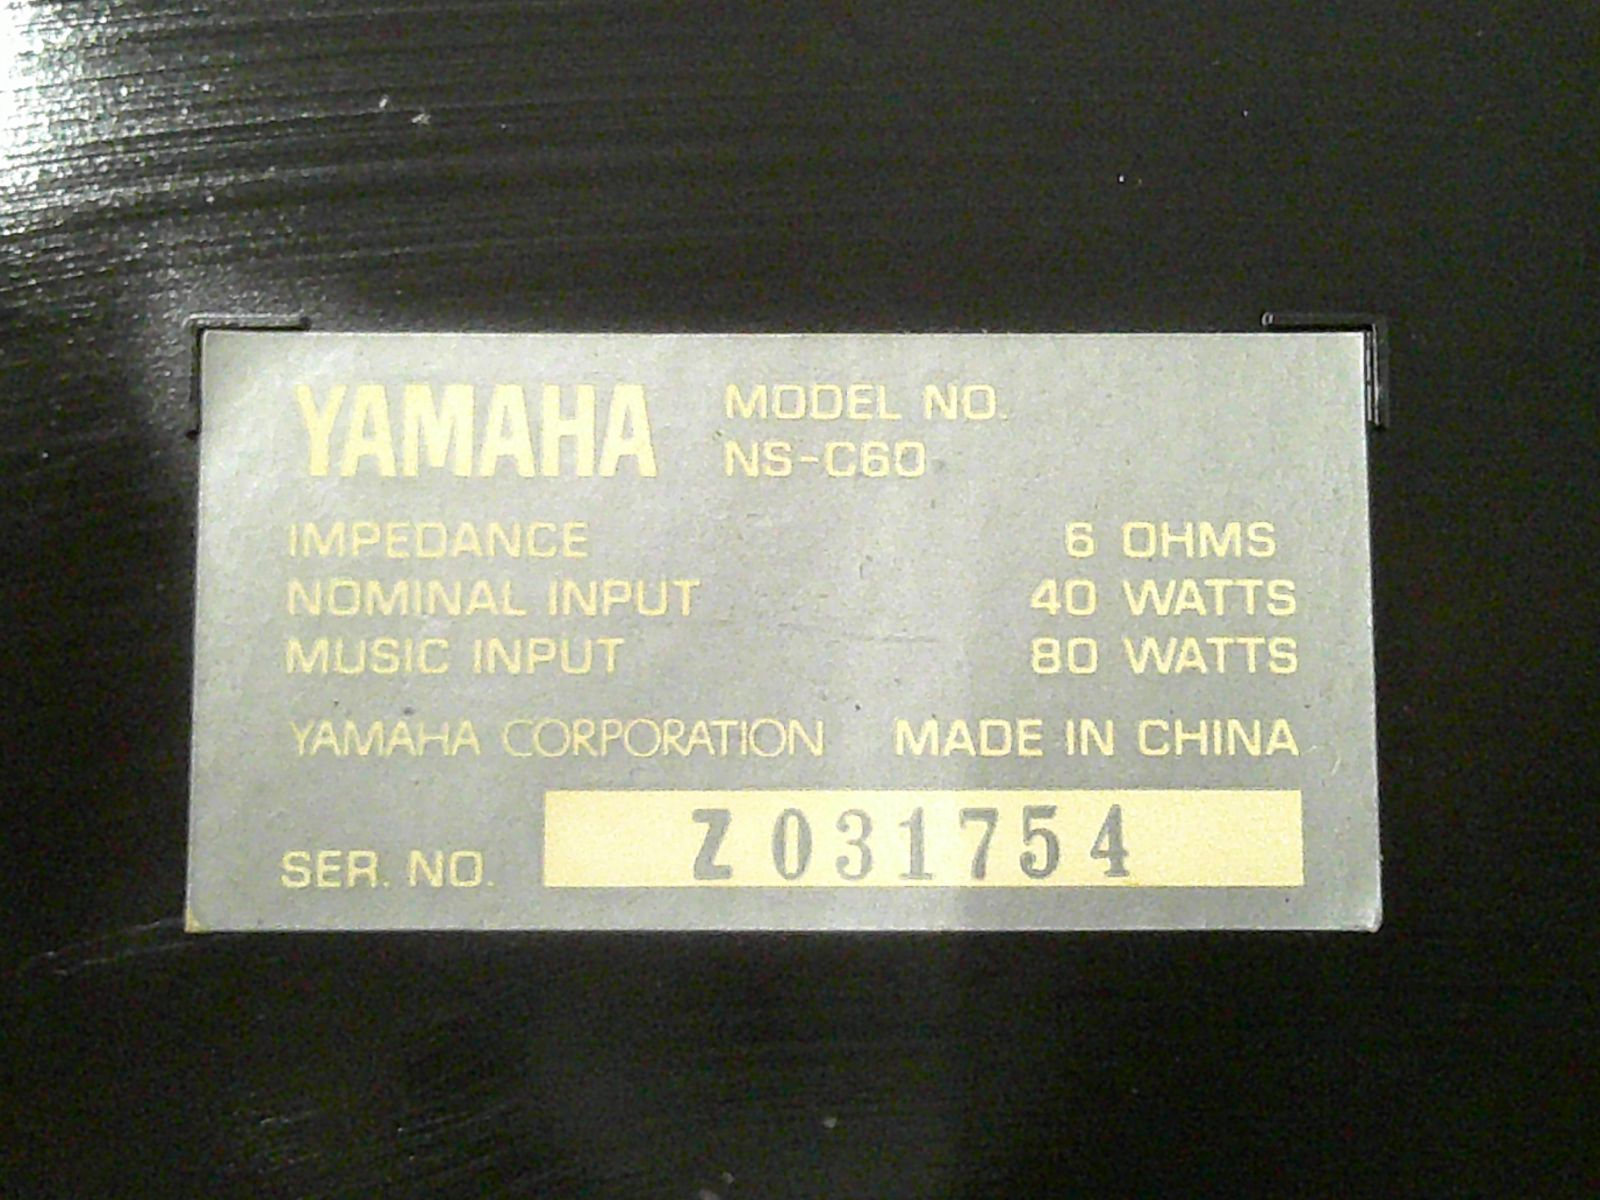 YAMAHA MODEL NO.
NS-C60
IMPEDANCE 6 OHMS
NOMINAL INPUT 40 WATTS
MUSIC INPUT 80 WATTS
YAMAHA CORPORATION MADE IN CHINA
SER. NO. Z031754